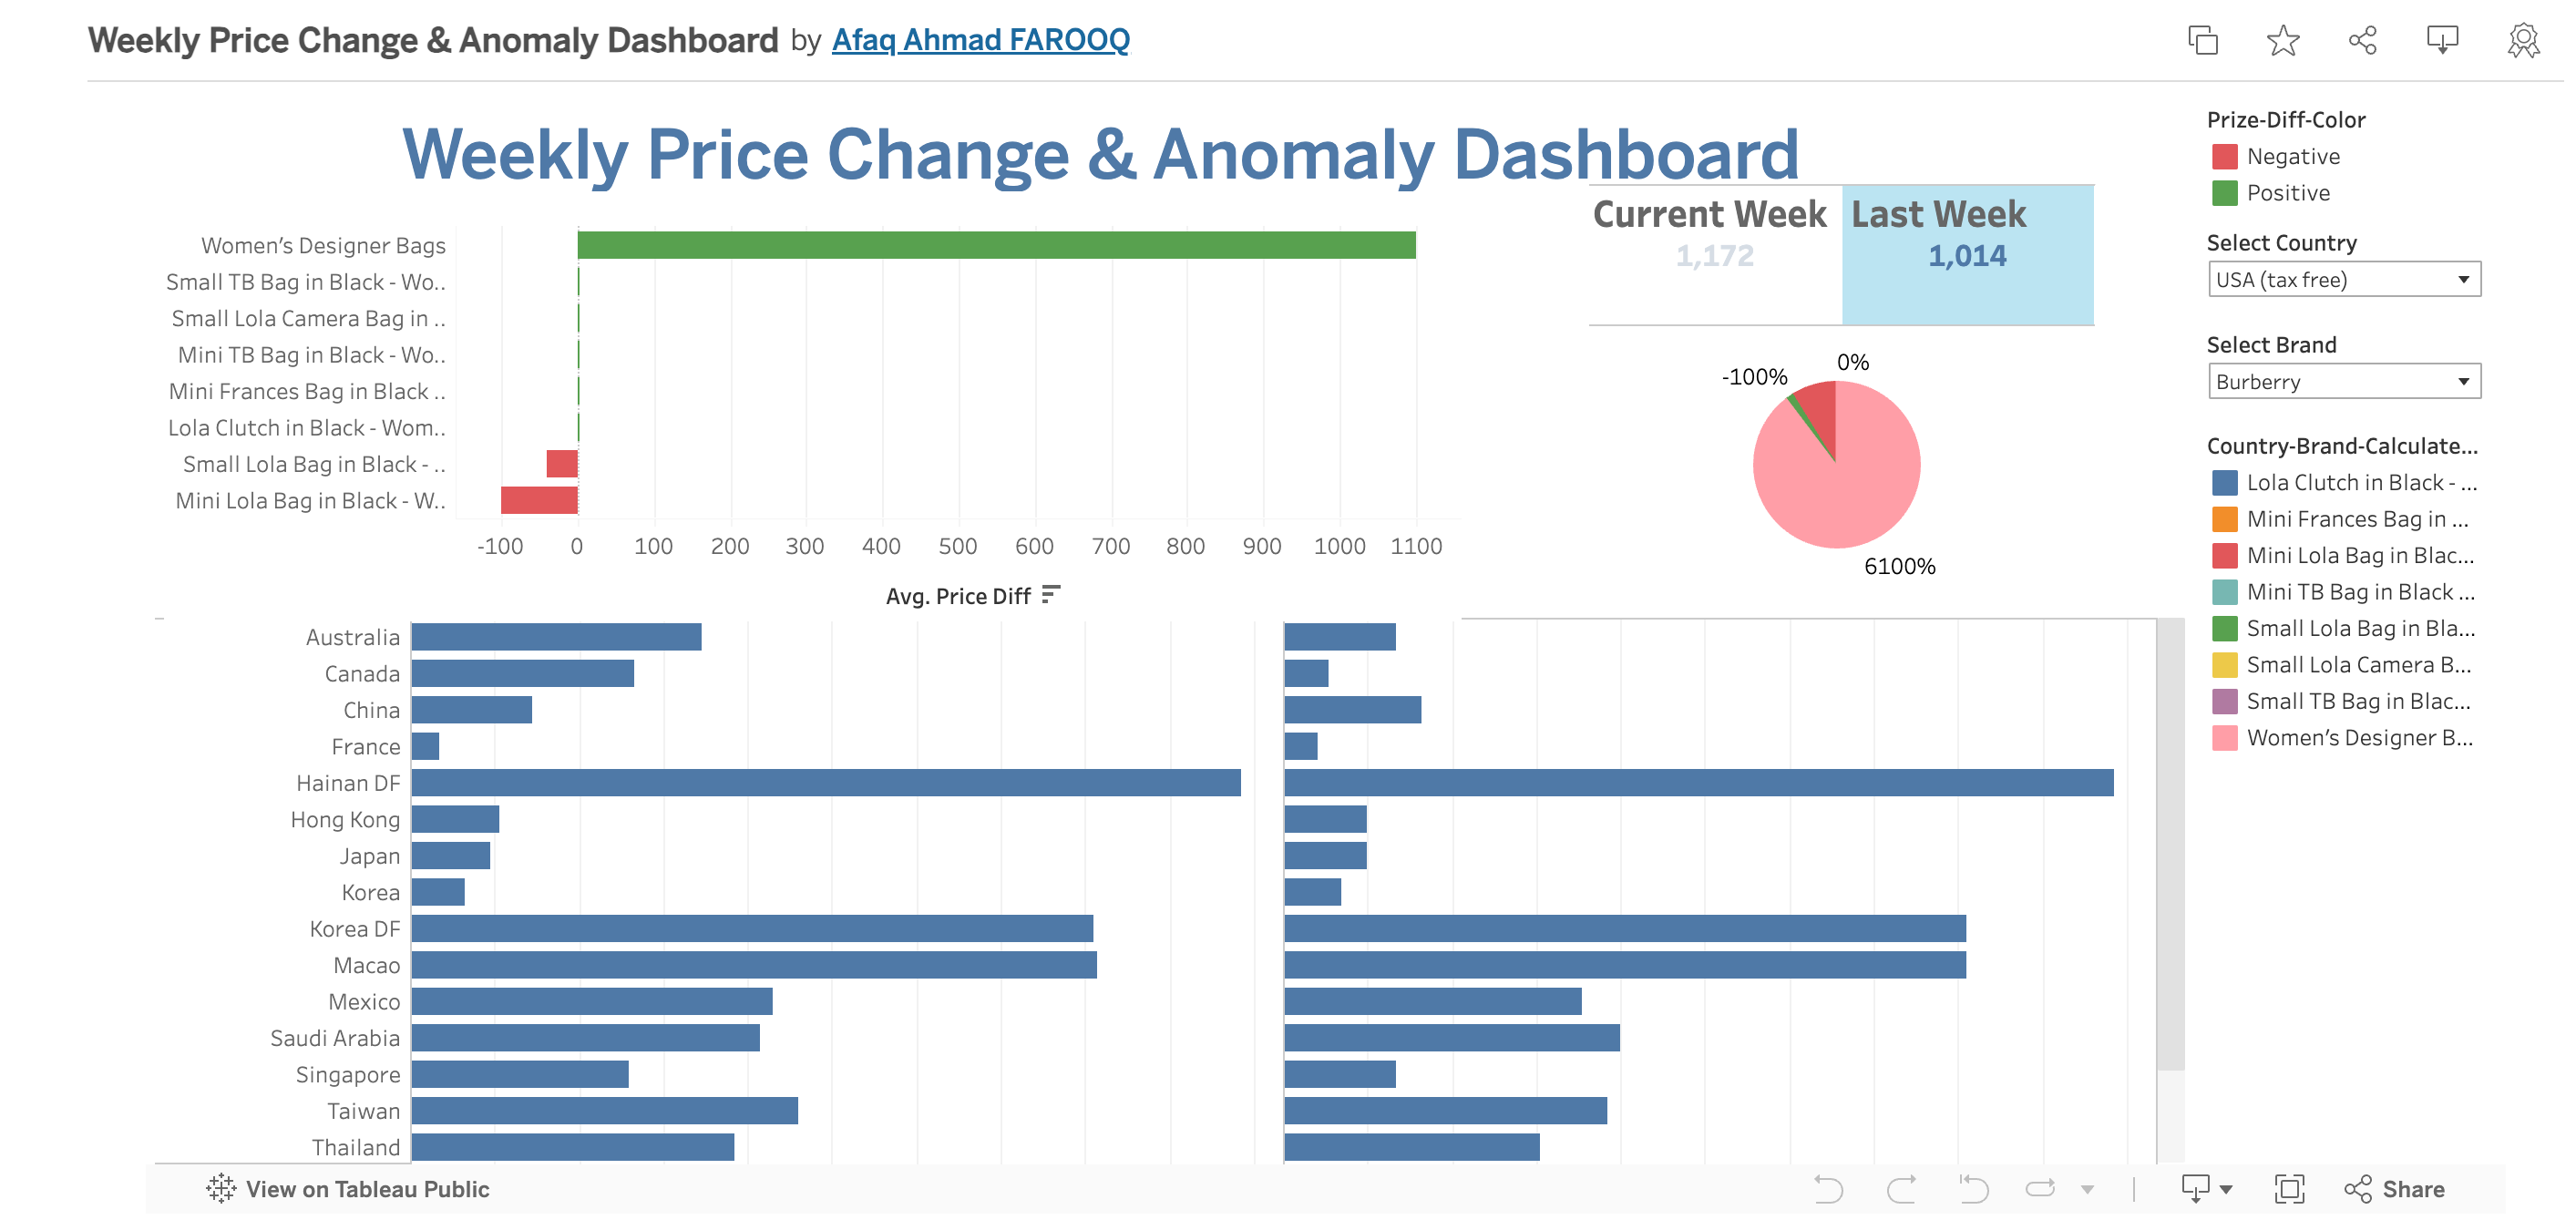 Weekly Price Change & Anomaly Dashboard by Afaq Ahmad FAROOQ
Weekly Price Change & Anomaly Dashboard
Women's Designer Bags
Small TB Bag in Black - Wo..
Small Lola Camera Bag in ..
Mini TB Bag in Black - Wo..
Mini Frances Bag in Black ..
Lola Clutch in Black - Wom..
Small Lola Bag in Black - ..
Mini Lola Bag in Black - W..
-100 0 100 200 300 400 500 600 700 800 900 1000 1100
Avg. Price Diff
Current Week Last Week
1,172 1,014
0%
-100%
6100%
Australia
Canada
China
France
Hainan DF
Hong Kong
Japan
Korea
Korea DF
Macao
Mexico
Saudi Arabia
Singapore
Taiwan
Thailand
Prize-Diff-Color
Negative
Positive
Select Country
USA (tax free)
Select Brand
Burberry
Country-Brand-Calculate...
Lola Clutch in Black - ...
Mini Frances Bag in ...
Mini Lola Bag in Blac...
Mini TB Bag in Black ...
Small Lola Bag in Bla...
Small Lola Camera B...
Small TB Bag in Blac...
Women's Designer B...
View on Tableau Public
Share